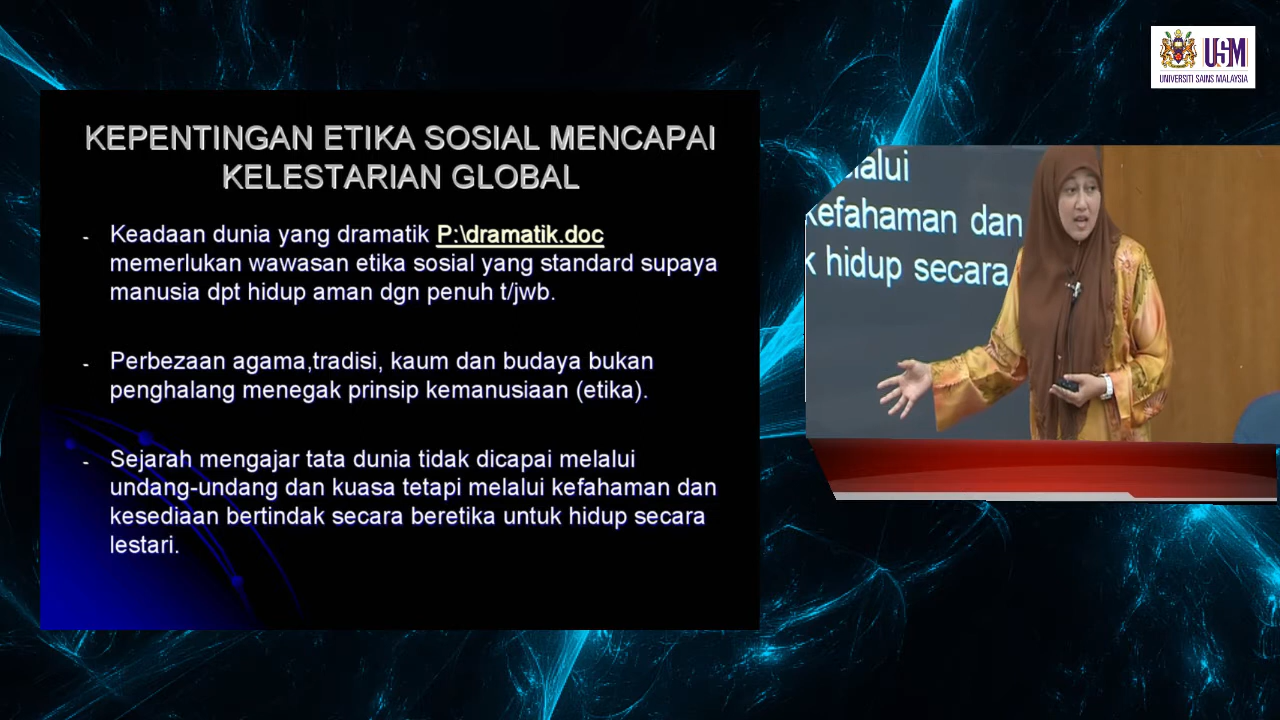 USM
UNIVERSITI SAINS MALAYSIA
KEPENTINGAN ETIKA SOSIAL MENCAPAI
KELESTARIAN GLOBAL
- Keadaan dunia yang dramatik P:\dramatik.doc
memerlukan wawasan etika sosial yang standard supaya
manusia dpt hidup aman dgn penuh t/jwb.
- Perbezaan agama,tradisi, kaum dan budaya bukan
penghalang menegak prinsip kemanusiaan (etika).
- Sejarah mengajar tata dunia tidak dicapai melalui
undang-undang dan kuasa tetapi melalui kefahaman dan
kesediaan bertindak secara beretika untuk hidup secara
lestari.
lalui
kefahaman dan
k hidup secara